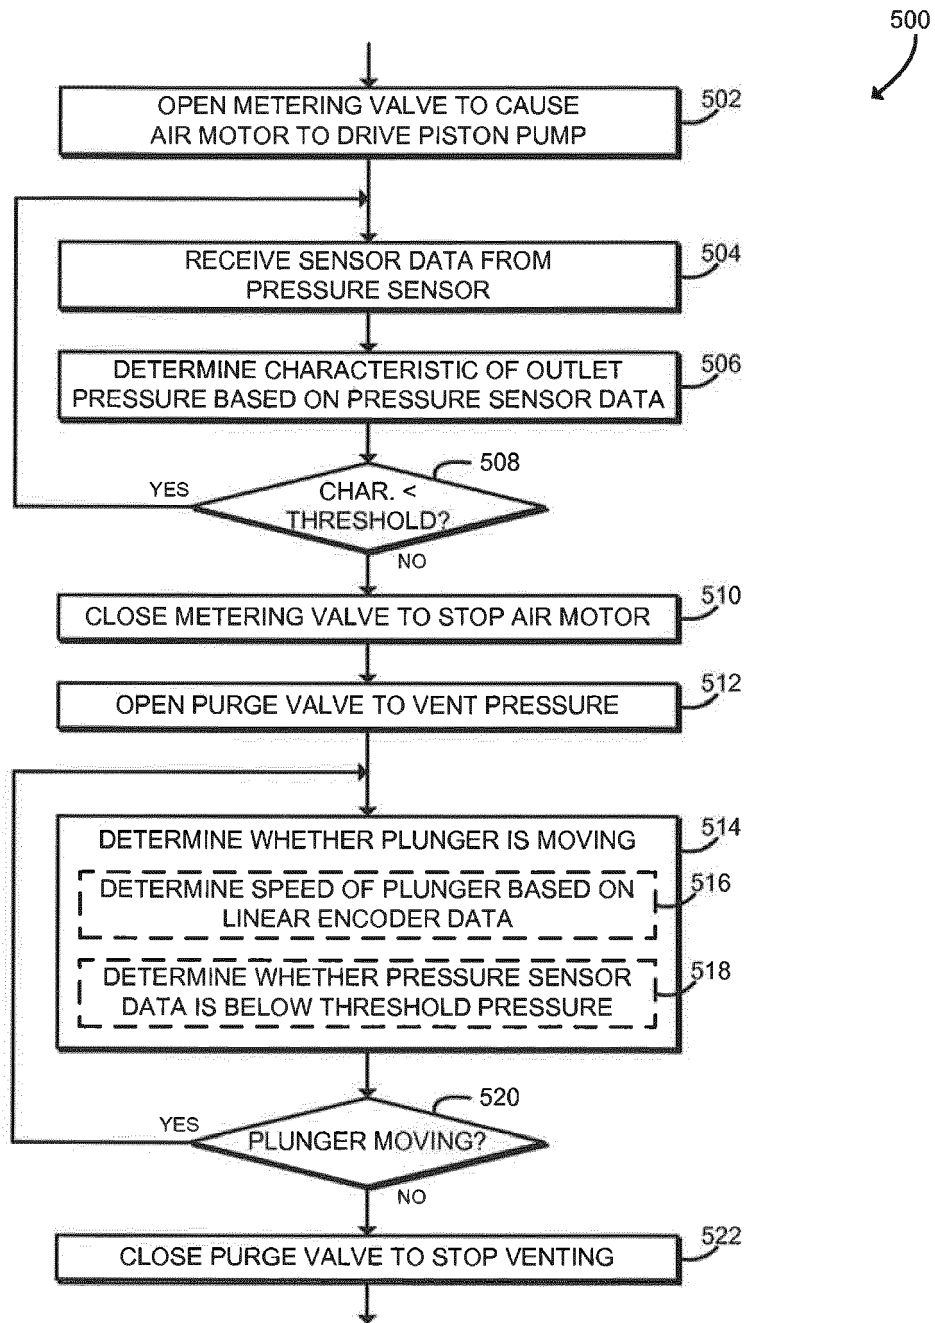 500
OPEN METERING VALVE TO CAUSE
AIR MOTOR TO DRIVE PISTON PUMP
502
RECEIVE SENSOR DATA FROM
PRESSURE SENSOR
504
DETERMINE CHARACTERISTIC OF OUTLET
PRESSURE BASED ON PRESSURE SENSOR DATA
506
508
YES
CHAR. <
THRESHOLD?
NO
CLOSE METERING VALVE TO STOP AIR MOTOR
510
OPEN PURGE VALVE TO VENT PRESSURE
512
DETERMINE WHETHER PLUNGER IS MOVING
514
DETERMINE SPEED OF PLUNGER BASED ON
LINEAR ENCODER DATA
516
DETERMINE WHETHER PRESSURE SENSOR
DATA IS BELOW THRESHOLD PRESSURE
518
520
YES
PLUNGER MOVING?
NO
CLOSE PURGE VALVE TO STOP VENTING
522